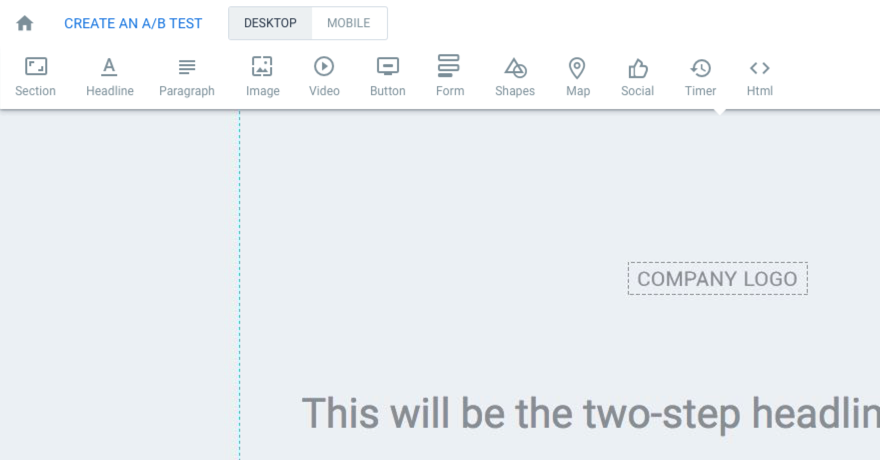 CREATE AN A/B TEST DESKTOP MOBILE
Section Headline Paragraph Image Video Button Form Shapes Map Social Timer Html
COMPANY LOGO
This will be the two-step